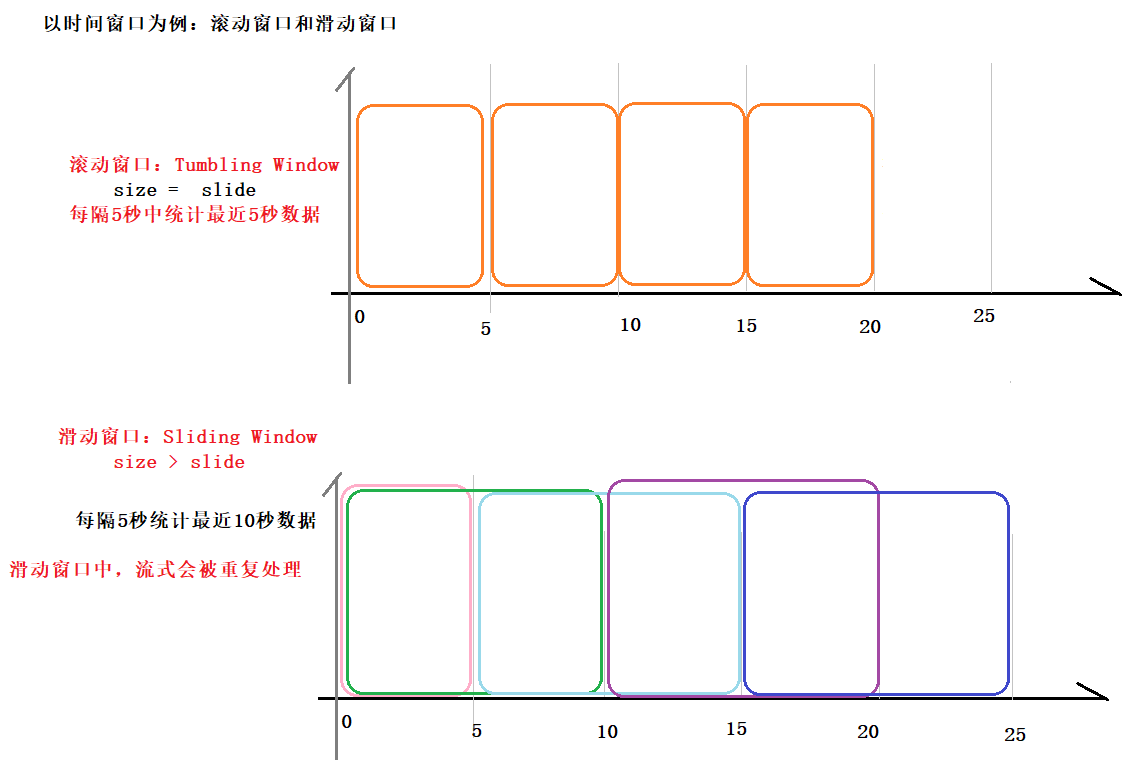 以时间窗口为例：滚动窗口和滑动窗口
滚动窗口：Tumbling Window
size = slide
每隔5秒中统计最近5秒数据
0
5
10
15
20
25
滑动窗口：Sliding Window
size > slide
每隔5秒统计最近10秒数据
滑动窗口中，流式会被重复处理
0
5
10
15
20
25